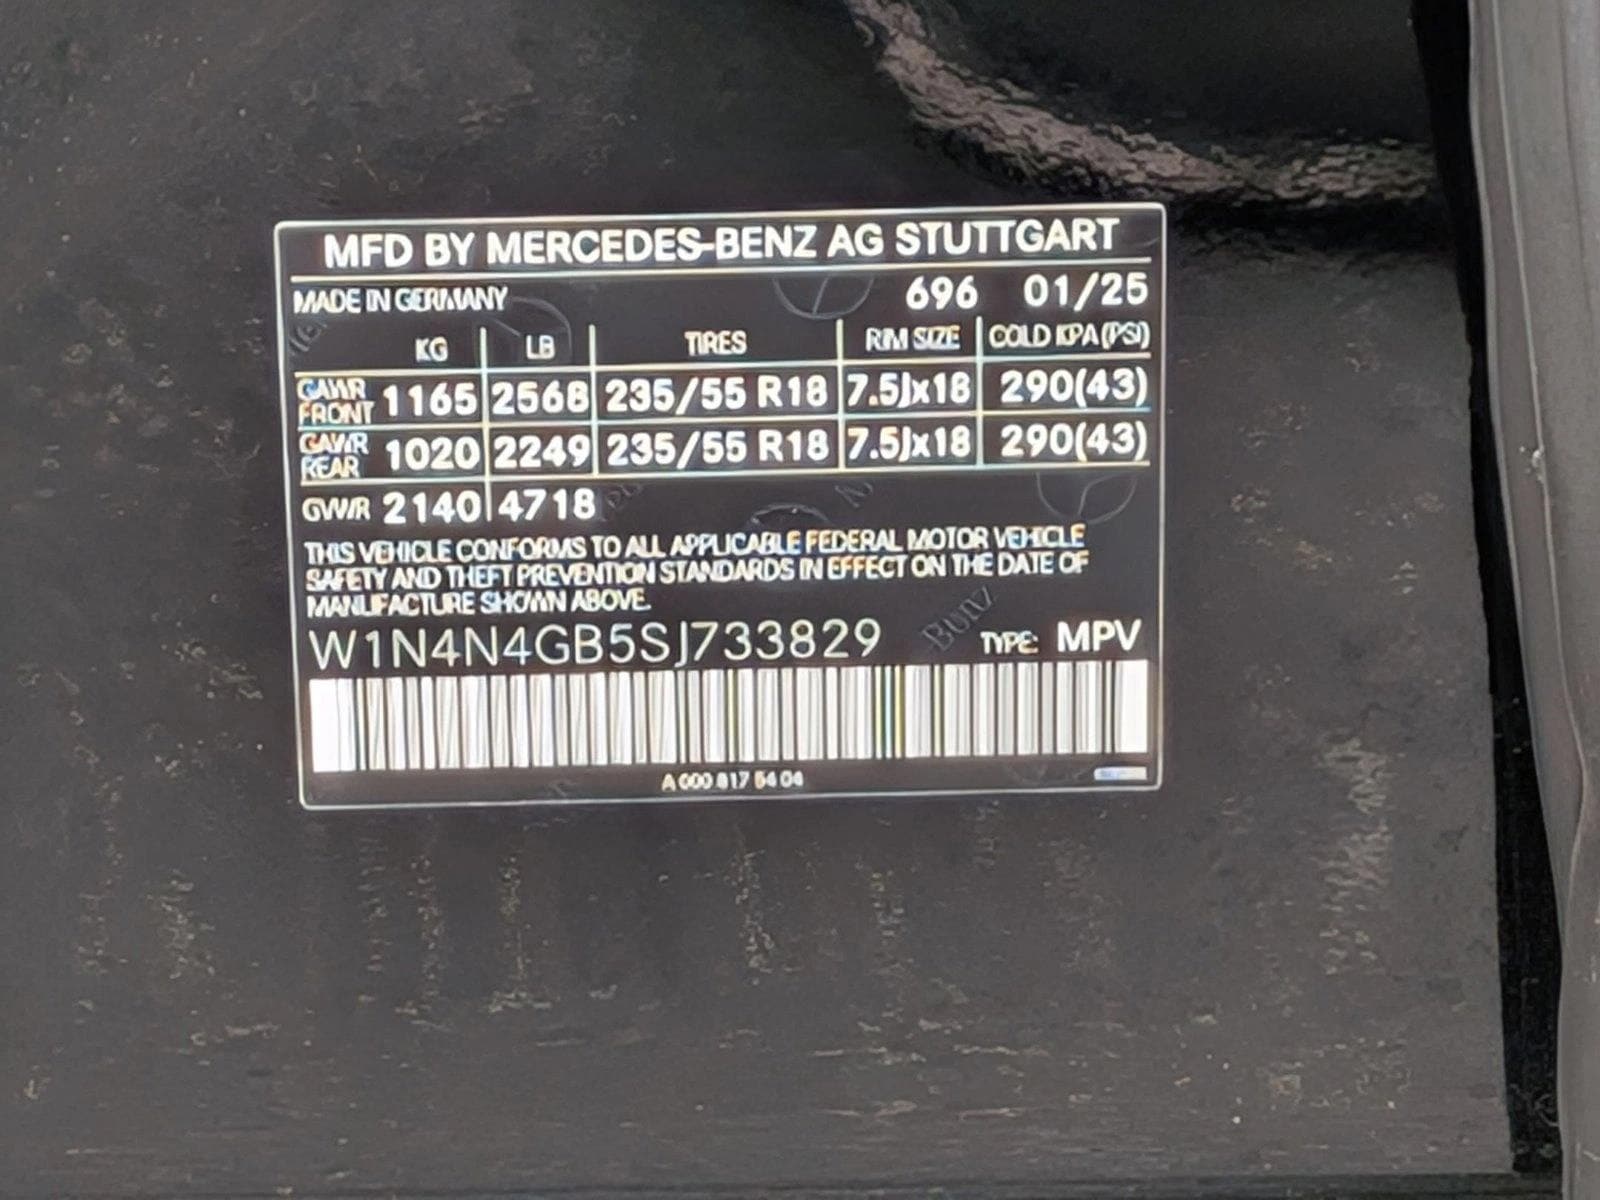 MFD BY MERCEDES-BENZ AG STUTTGART
MADE IN GERMANY 696 01/25
KG LB TIRES RIM SIZE COLD KPA(PSI)
GAWR FRONT 1165 2568 235/55 R18 7.5Jx18 290(43)
GAWR REAR 1020 2249 235/55 R18 7.5Jx18 290(43)
GVWR 2140 4718
THIS VEHICLE CONFORMS TO ALL APPLICABLE FEDERAL MOTOR VEHICLE
SAFETY AND THEFT PREVENTION STANDARDS IN EFFECT ON THE DATE OF
MANUFACTURE SHOWN ABOVE.
Benz
W1N4N4GB5SJ733829 TYPE: MPV
A 000 817 54 04